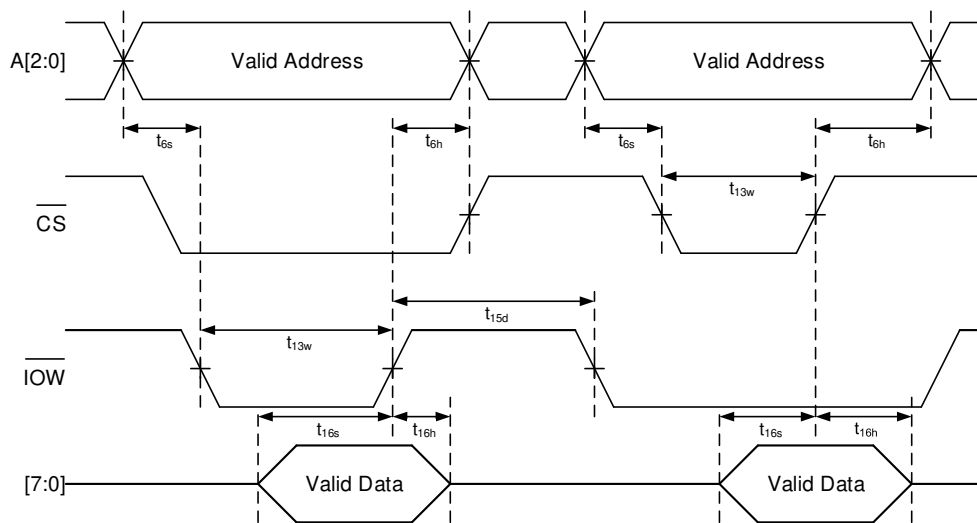 A[2:0] Valid Address Valid Address
t6s t6h t6s t6h
CS t13w
t15d
IOW t13w
t16s t16h t16s t16h
[7:0] Valid Data Valid Data